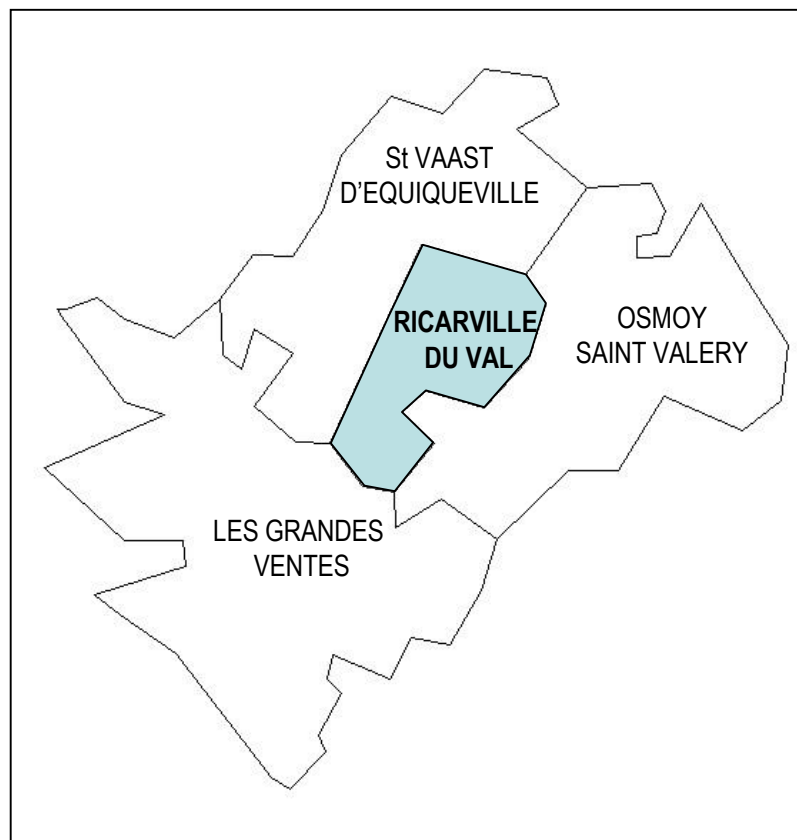 St VAAST
D'EQUIQUEVILLE
RICARVILLE
DU VAL
OSMOY
SAINT VALERY
LES GRANDES
VENTES